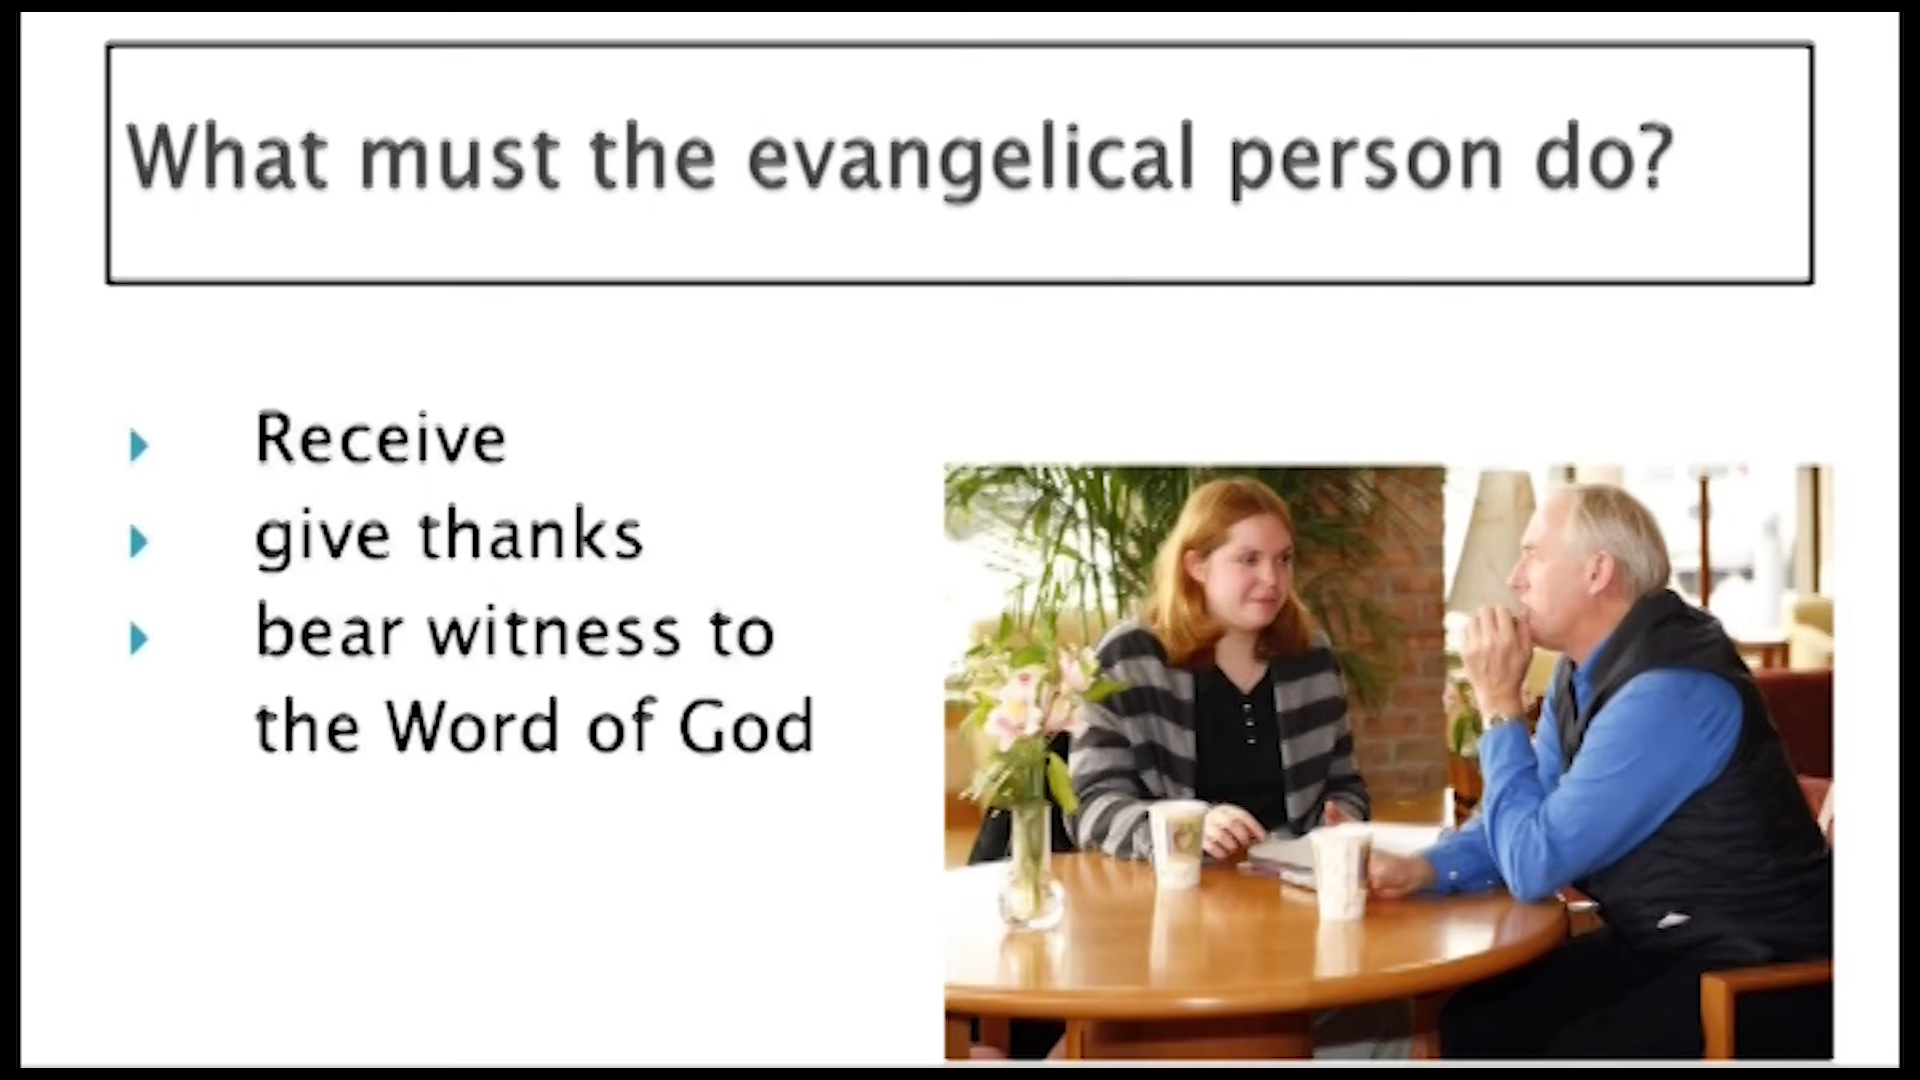 What must the evangelical person do?
Receive
give thanks
bear witness to
the Word of God